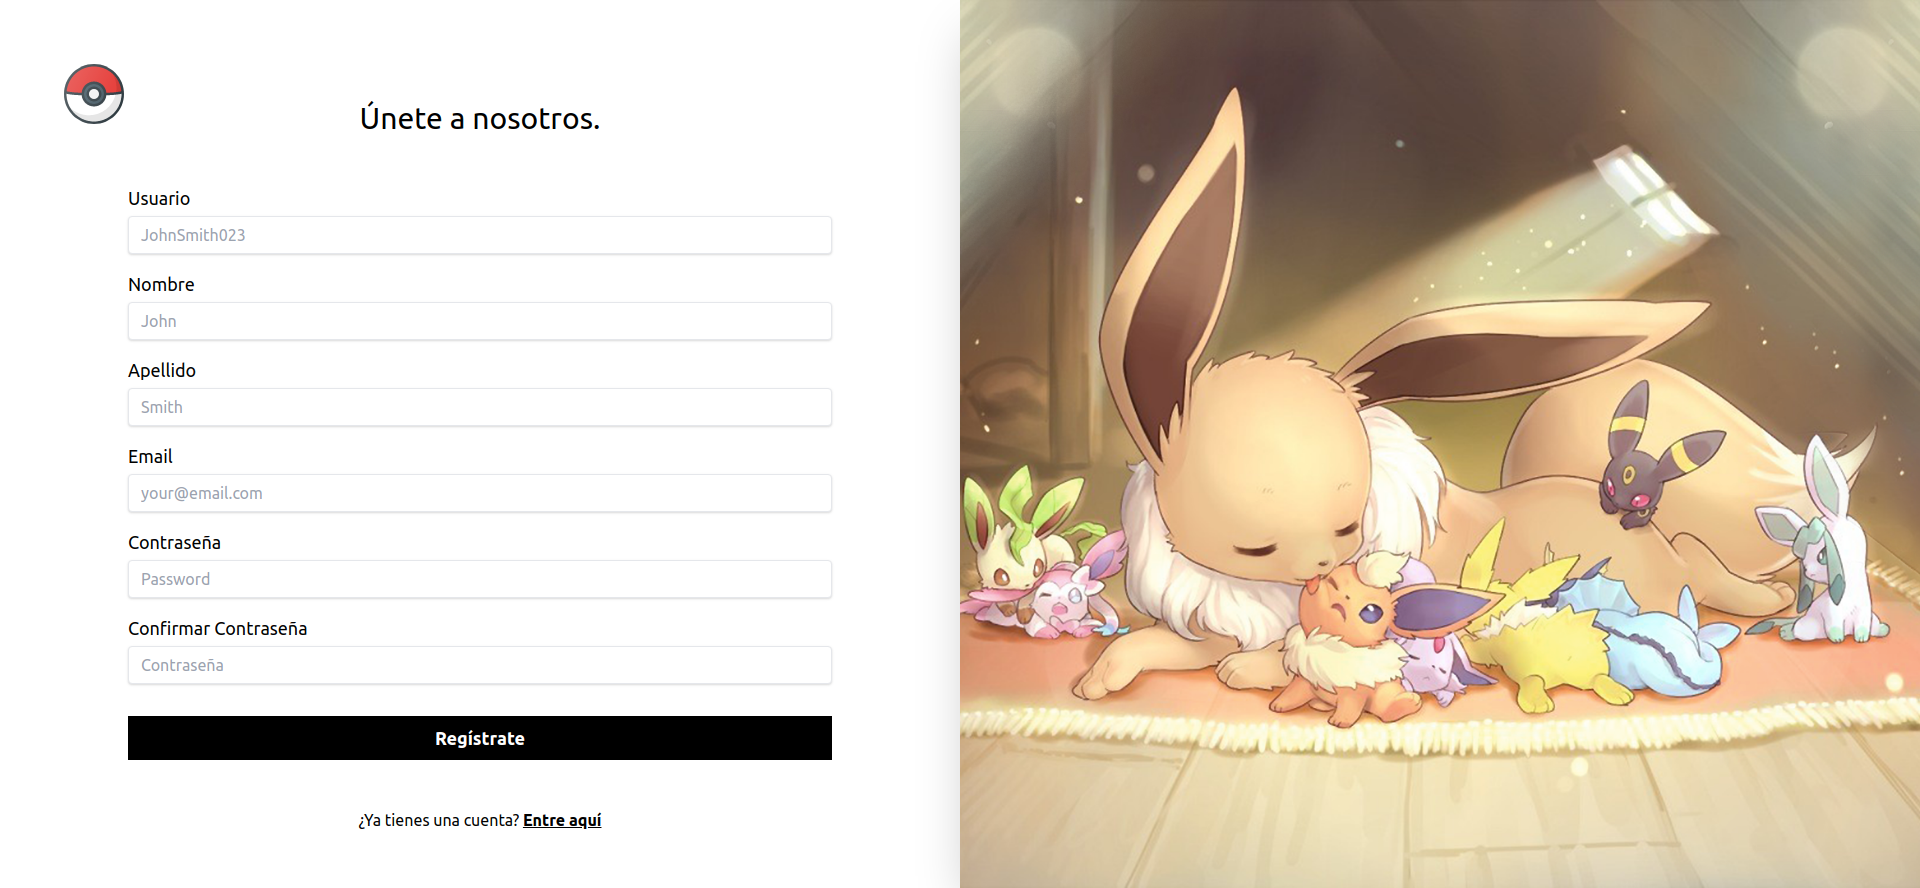 Únete a nosotros.
Usuario
JohnSmith023
Nombre
John
Apellido
Smith
Email
your@email.com
Contraseña
Password
Confirmar Contraseña
Contraseña
Regístrate
¿Ya tienes una cuenta? Entre aquí